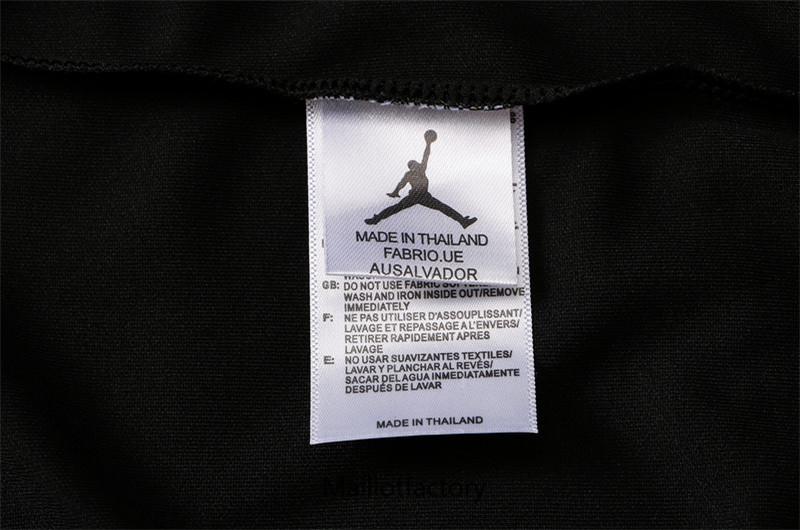 MADE IN THAILAND
FABRIO.UE
AUSALVADOR
GB: DO NOT USE FABRIC SOFTENER/
WASH AND IRON INSIDE OUT/REMOVE
IMMEDIATELY
F: NE PAS UTILISER D'ASSOUPLISSANT/
LAVAGE ET REPASSAGE A L'ENVERS/
RETIRER RAPIDEMENT APRES
LAVAGE
E: NO USAR SUAVIZANTES TEXTILES/
LAVAR Y PLANCHAR AL REVÉS/
SACAR DEL AGUA INMEDIATAMENTE
DESPUÉS DE LAVAR
MADE IN THAILAND
Maillotfactory